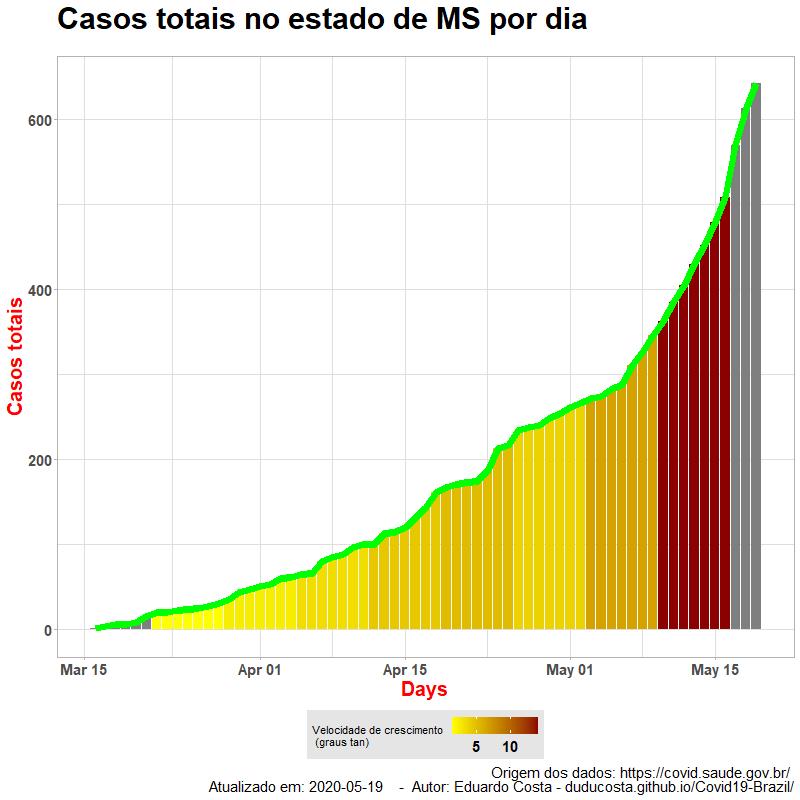 Casos totais no estado de MS por dia
Casos totais
600
400
200
0
Mar 15 Apr 01 Apr 15 May 01 May 15
Days
Velocidade de crescimento
(graus tan)
5 10
Origem dos dados: https://covid.saude.gov.br/
Atualizado em: 2020-05-19 - Autor: Eduardo Costa - duducosta.github.io/Covid19-Brazil/